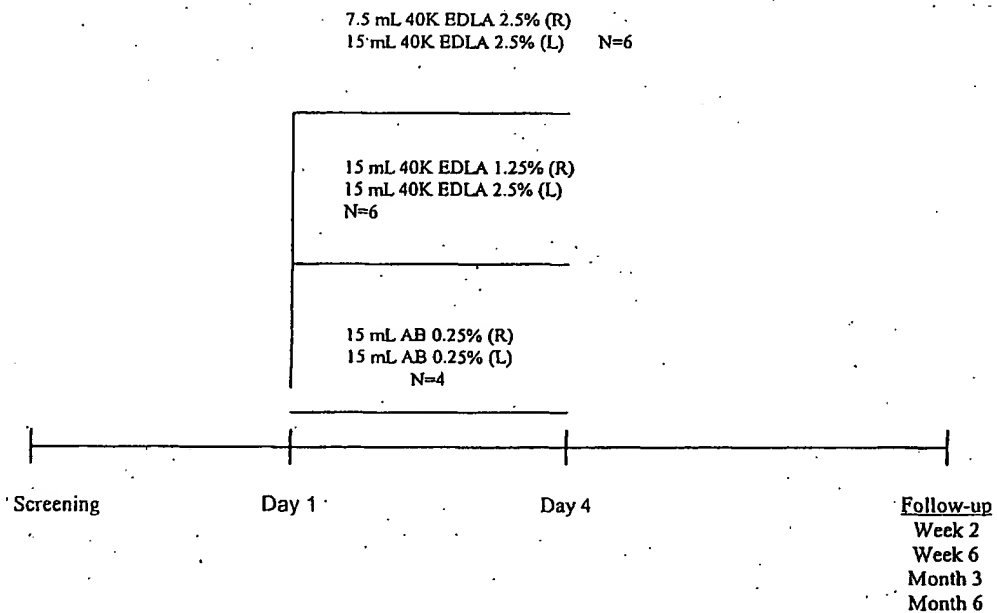 7.5 mL 40K EDLA 2.5% (R)
15 mL 40K EDLA 2.5% (L) N=6
15 mL 40K EDLA 1.25% (R)
15 mL 40K EDLA 2.5% (L)
N=6
15 mL AB 0.25% (R)
15 mL AB 0.25% (L)
N=4
Screening Day 1 Day 4 Follow-up
Week 2
Week 6
Month 3
Month 6